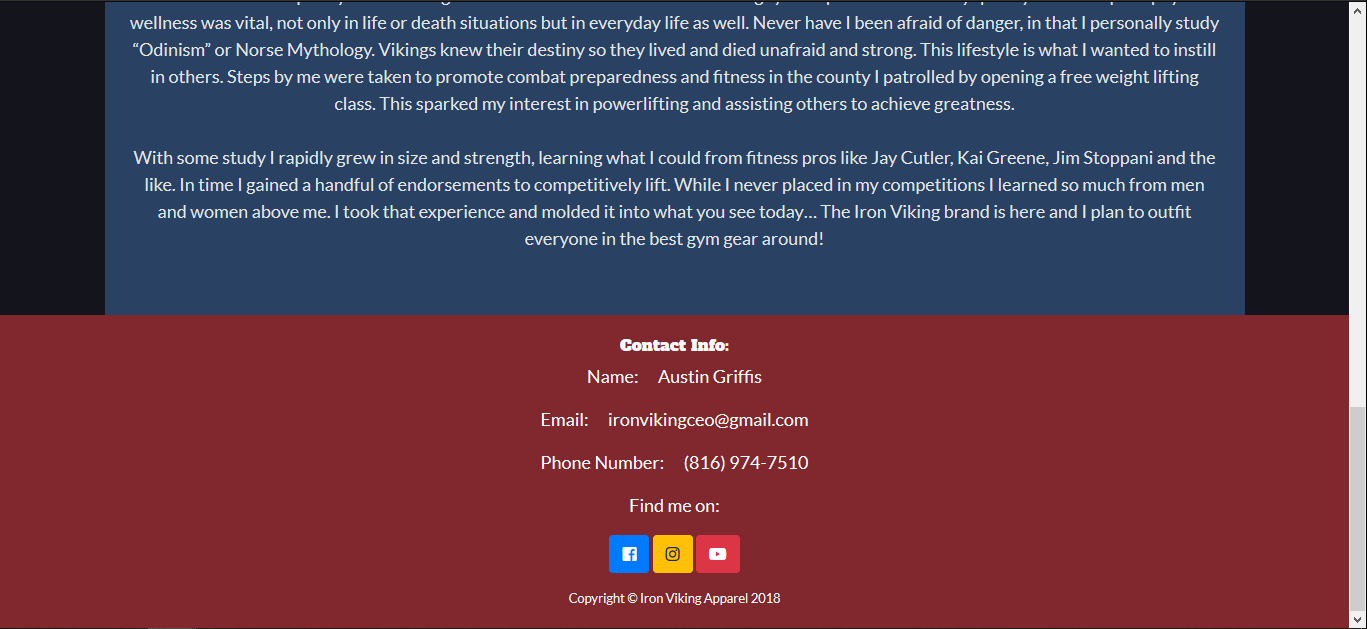 wellness was vital, not only in life or death situations but in everyday life as well. Never have I been afraid of danger, in that I personally study
“Odinism” or Norse Mythology. Vikings knew their destiny so they lived and died unafraid and strong. This lifestyle is what I wanted to instill
in others. Steps by me were taken to promote combat preparedness and fitness in the county I patrolled by opening a free weight lifting
class. This sparked my interest in powerlifting and assisting others to achieve greatness.
With some study I rapidly grew in size and strength, learning what I could from fitness pros like Jay Cutler, Kai Greene, Jim Stoppani and the
like. In time I gained a handful of endorsements to competitively lift. While I never placed in my competitions I learned so much from men
and women above me. I took that experience and molded it into what you see today… The Iron Viking brand is here and I plan to outfit
everyone in the best gym gear around!
Contact Info:
Name: Austin Griffis
Email: ironvikingceo@gmail.com
Phone Number: (816) 974-7510
Find me on:
Copyright © Iron Viking Apparel 2018